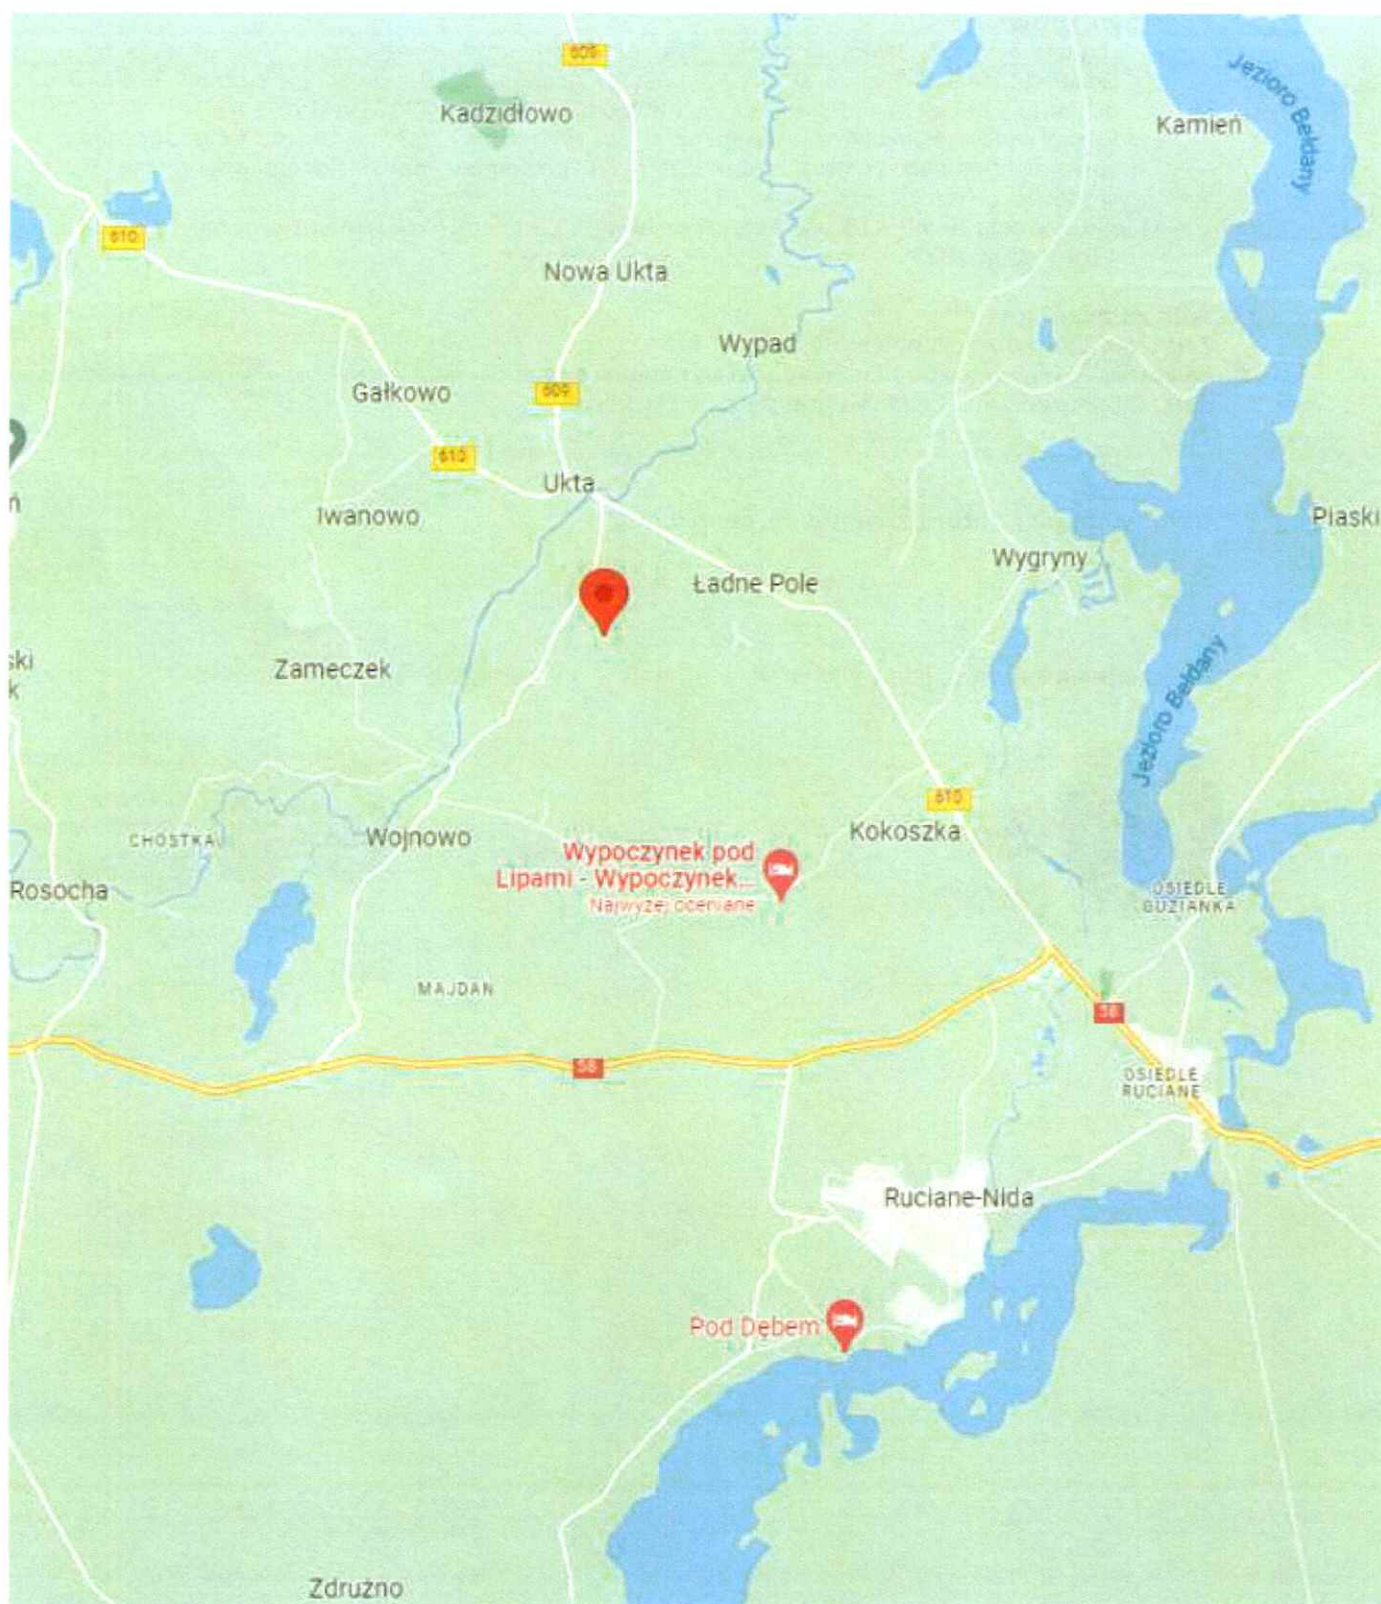 609
Jezioro Bełdany
Kadzidłowo
Kamień
610
Nowa Ukta
Wypad
Gałkowo
609
610
Ukta
Iwanowo
ń
Piaski
Wygryny
Ładne Pole
ski
k
Zameczek
Jezioro Bełdany
610
CHOSTKA
Wojnowo
Kokoszka
Wypoczynek pod
Lipami - Wypoczynek...
Najwyżej oceniane
Rosocha
OSIEDLE
GUZIANKA
MAJDAN
58
58
OSIEDLE
RUCIANE
Ruciane-Nida
Pod Dębem
Zdrużno